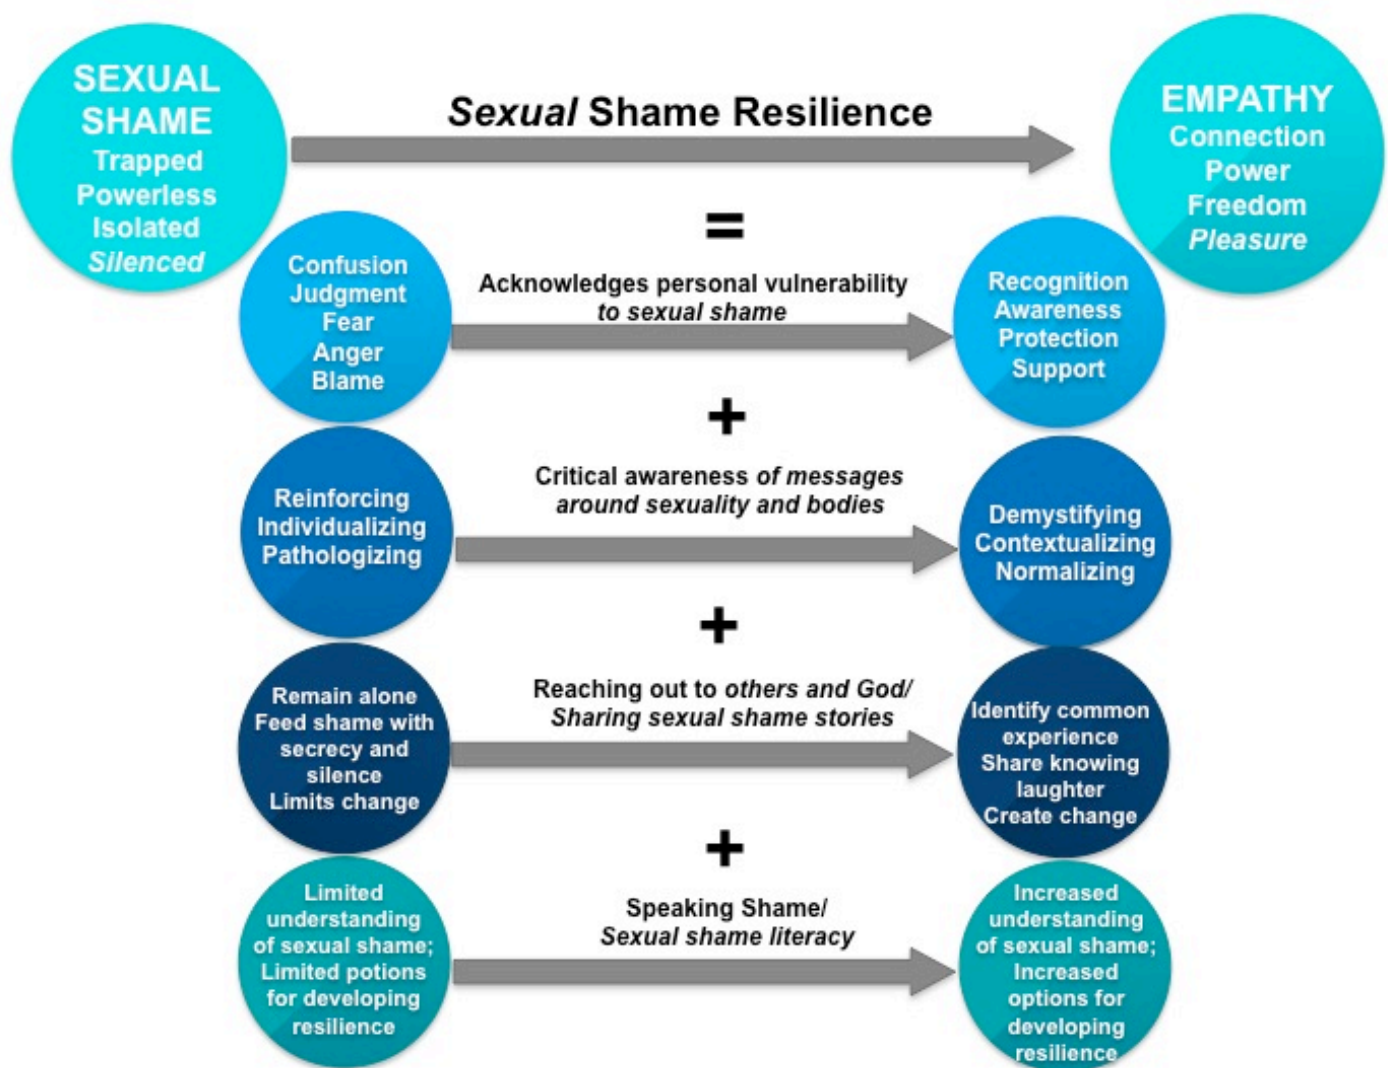 SEXUAL
SHAME
Trapped
Powerless
Isolated
Silenced
Sexual Shame Resilience
EMPATHY
Connection
Power
Freedom
Pleasure
=
Confusion
Judgment
Fear
Anger
Blame
Acknowledges personal vulnerability
to sexual shame
Recognition
Awareness
Protection
Support
+
Reinforcing
Individualizing
Pathologizing
Critical awareness of messages
around sexuality and bodies
Demystifying
Contextualizing
Normalizing
+
Remain alone
Feed shame with
secrecy and
silence
Limits change
Reaching out to others and God/
Sharing sexual shame stories
Identify common
experience
Share knowing
laughter
Create change
+
Limited
understanding
of sexual shame;
Limited potions
for developing
resilience
Speaking Shame/
Sexual shame literacy
Increased
understanding
of sexual shame;
Increased
options for
developing
resilience